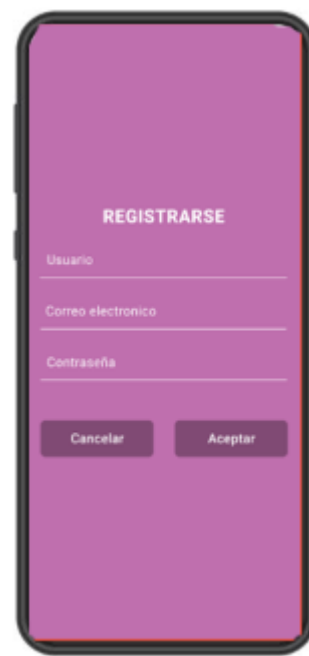 REGISTRARSE
Usuario
Correo electronico
Contraseña
Cancelar Aceptar